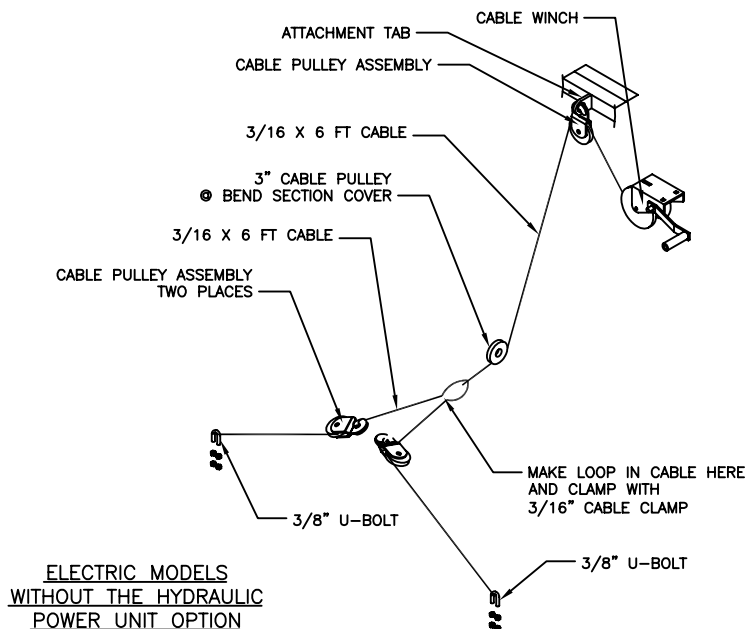 CABLE WINCH
ATTACHMENT TAB
CABLE PULLEY ASSEMBLY
3/16 X 6 FT CABLE
3" CABLE PULLEY
@ BEND SECTION COVER
3/16 X 6 FT CABLE
CABLE PULLEY ASSEMBLY
TWO PLACES
MAKE LOOP IN CABLE HERE
AND CLAMP WITH
3/16" CABLE CLAMP
3/8" U-BOLT
3/8" U-BOLT
ELECTRIC MODELS
WITHOUT THE HYDRAULIC
POWER UNIT OPTION